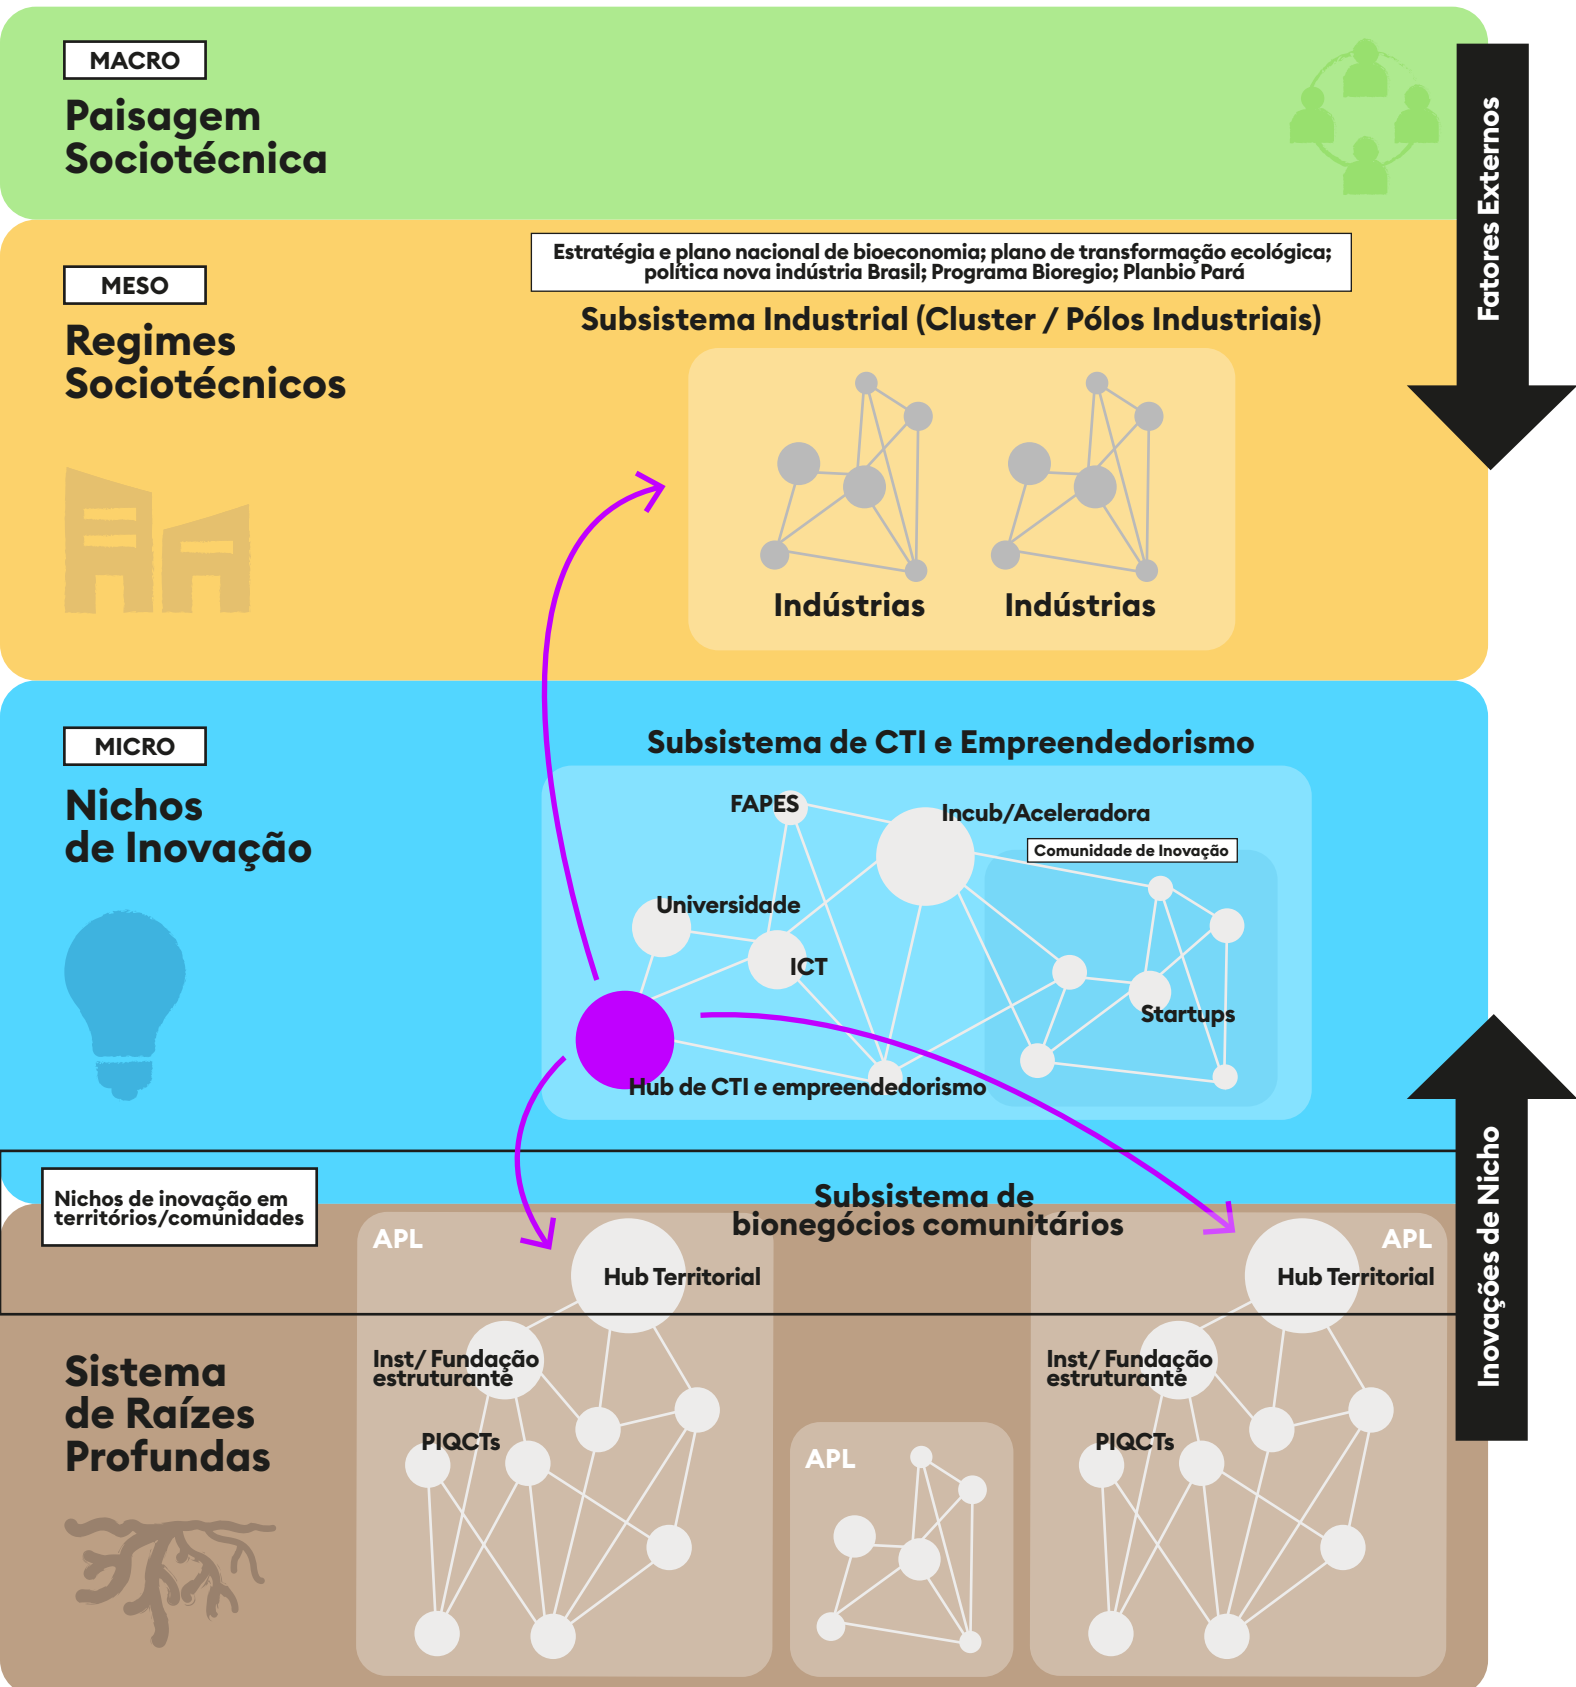 MACRO
Paisagem
Sociotécnica
Fatores Externos
Estratégia e plano nacional de bioeconomia; plano de transformação ecológica;
política nova indústria Brasil; Programa Bioregio; Planbio Pará
MESO
Regimes
Sociotécnicos
Subsistema Industrial (Cluster / Pólos Industriais)
Indústrias
Indústrias
MICRO
Nichos
de Inovação
Subsistema de CTI e Empreendedorismo
FAPES
Incub/Aceleradora
Comunidade de Inovação
Universidade
ICT
Startups
Hub de CTI e empreendedorismo
Inovações de Nicho
Nichos de inovação em
territórios/comunidades
Subsistema de
bionegócios comunitários
APL
Hub Territorial
APL
Hub Territorial
Sistema
de Raízes
Profundas
Inst/ Fundação
estruturante
PIQCTs
APL
Inst/ Fundação
estruturante
PIQCTs